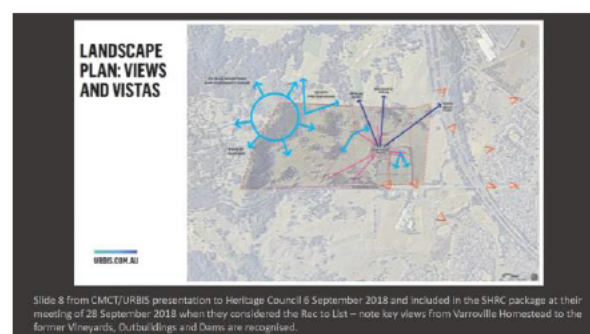 LANDSCAPE
PLAN: VIEWS
AND VISTAS
URBIS.COM.AU
Slide 8 from CMCT/URBIS presentation to Heritage Council 6 September 2018 and included in the SHRC package at their
meeting of 28 September 2018 when they considered the Rec to List – note key views from Varroville Homestead to the
former Vineyards, Outbuildings and Dams are recognised.